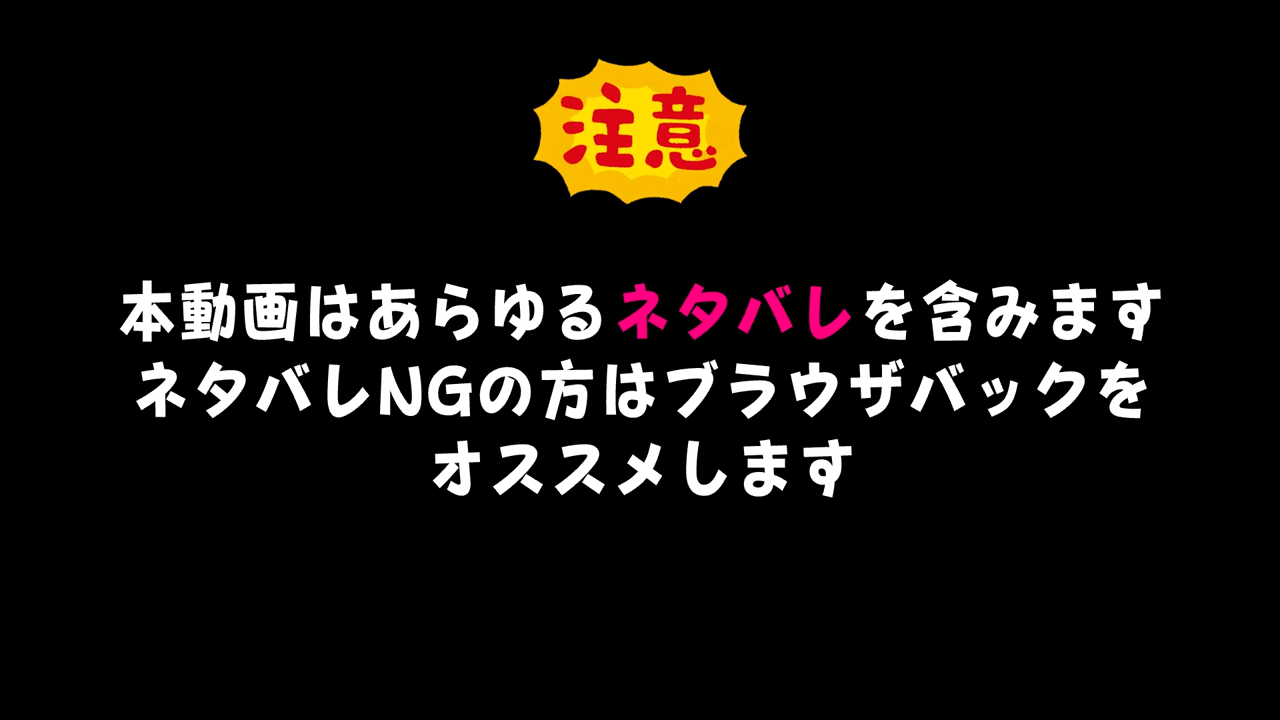 注意
本動画はあらゆるネタバレを含みます
ネタバレNGの方はブラウザバックを
オススメします